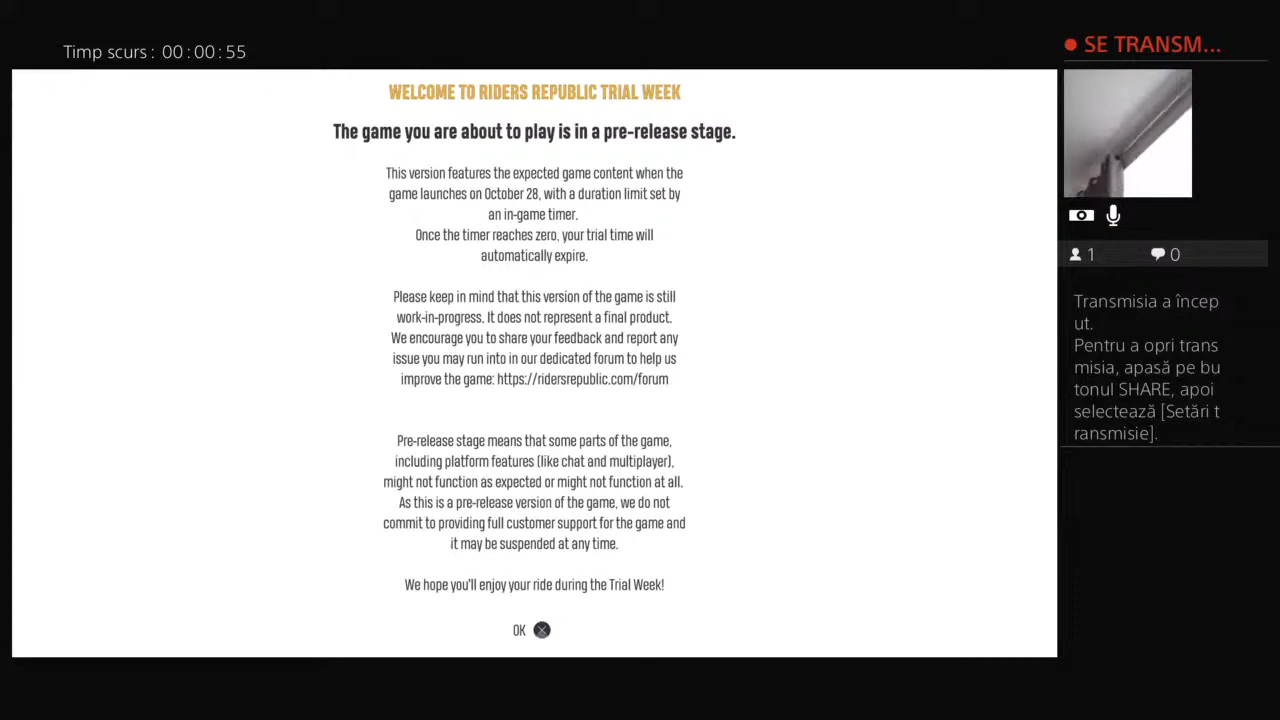 Timp scurs : 00:00:55
SE TRANSM...
WELCOME TO RIDERS REPUBLIC TRIAL WEEK
The game you are about to play is in a pre-release stage.
This version features the expected game content when the
game launches on October 28, with a duration limit set by
an in-game timer.
Once the timer reaches zero, your trial time will
automatically expire.
Please keep in mind that this version of the game is still
work-in-progress. It does not represent a final product.
We encourage you to share your feedback and report any
issue you may run into in our dedicated forum to help us
improve the game: https://ridersrepublic.com/forum
Pre-release stage means that some parts of the game,
including platform features (like chat and multiplayer),
might not function as expected or might not function at all.
As this is a pre-release version of the game, we do not
commit to providing full customer support for the game and
it may be suspended at any time.
We hope you'll enjoy your ride during the Trial Week!
OK
1
0
Transmisia a încep
ut.
Pentru a opri trans
misia, apasă pe bu
tonul SHARE, apoi
selectează [Setări t
ransmisie].